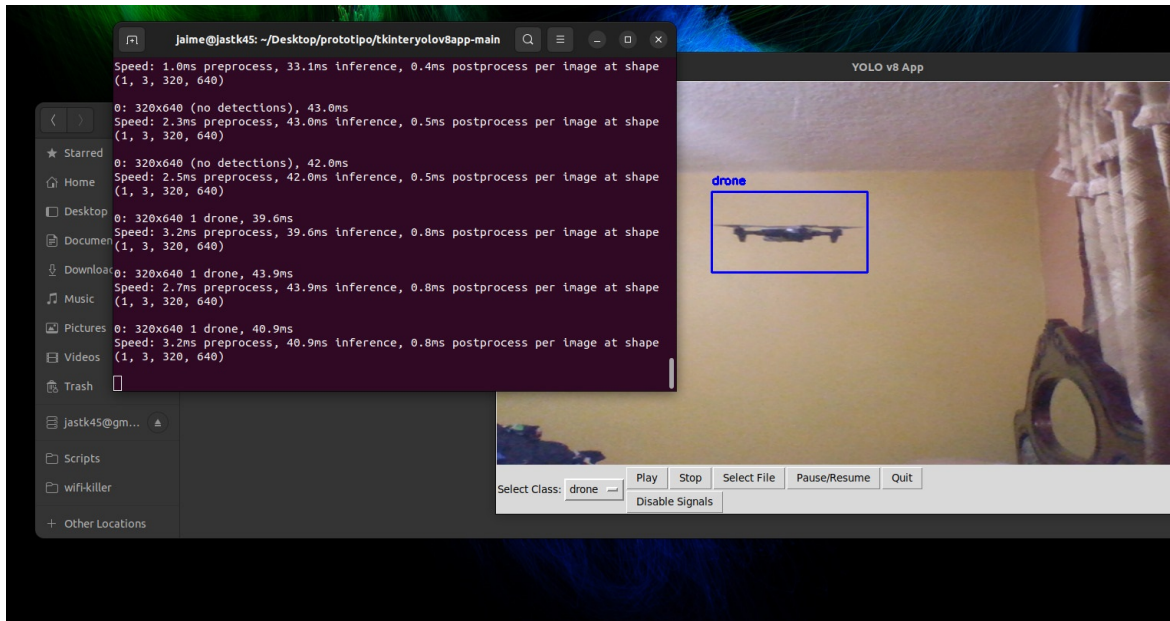 jaime@jastk45: ~/Desktop/prototipo/tkinteryolov8app-main
Speed: 1.0ms preprocess, 33.1ms inference, 0.4ms postprocess per image at shape
(1, 3, 320, 640)
0: 320x640 (no detections), 43.0ms
Speed: 2.3ms preprocess, 43.0ms inference, 0.5ms postprocess per image at shape
(1, 3, 320, 640)
0: 320x640 (no detections), 42.0ms
Speed: 2.5ms preprocess, 42.0ms inference, 0.5ms postprocess per image at shape
(1, 3, 320, 640)
0: 320x640 1 drone, 39.6ms
Speed: 3.2ms preprocess, 39.6ms inference, 0.8ms postprocess per image at shape
(1, 3, 320, 640)
0: 320x640 1 drone, 43.9ms
Speed: 2.7ms preprocess, 43.9ms inference, 0.8ms postprocess per image at shape
(1, 3, 320, 640)
0: 320x640 1 drone, 40.9ms
Speed: 3.2ms preprocess, 40.9ms inference, 0.8ms postprocess per image at shape
(1, 3, 320, 640)
Starred
Home
Desktop
Documen
Downloac
Music
Pictures
Videos
Trash
jastk45@gm...
Scripts
wifi-killer
+ Other Locations
YOLO v8 App
drone
Select Class: drone Play Stop Select File Pause/Resume Quit
Disable Signals